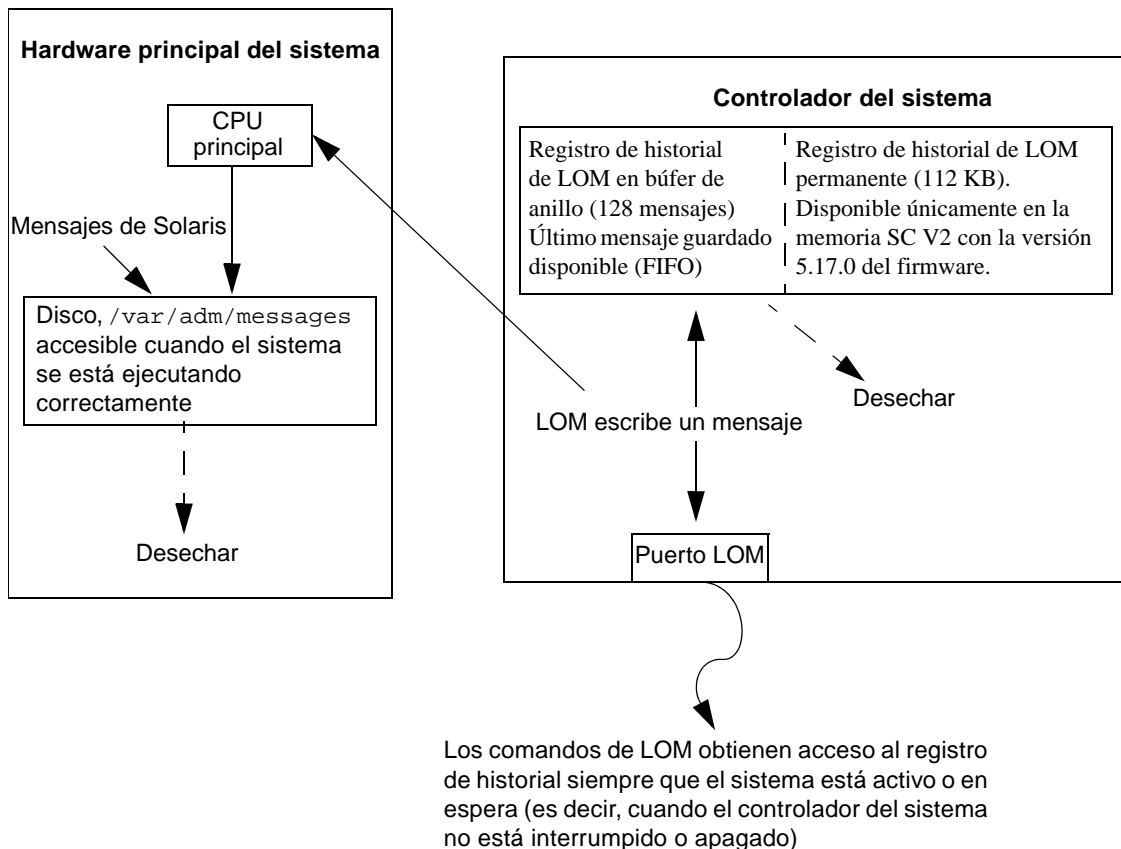 Hardware principal del sistema
CPU
principal
Mensajes de Solaris
Disco, /var/adm/messages
accesible cuando el sistema
se está ejecutando
correctamente
Desechar
Controlador del sistema
Registro de historial
de LOM en búfer de
anillo (128 mensajes)
Último mensaje guardado
disponible (FIFO)
Registro de historial de LOM
permanente (112 KB).
Disponible únicamente en la
memoria SC V2 con la versión
5.17.0 del firmware.
Desechar
LOM escribe un mensaje
Puerto LOM
Los comandos de LOM obtienen acceso al registro
de historial siempre que el sistema está activo o en
espera (es decir, cuando el controlador del sistema
no está interrumpido o apagado)